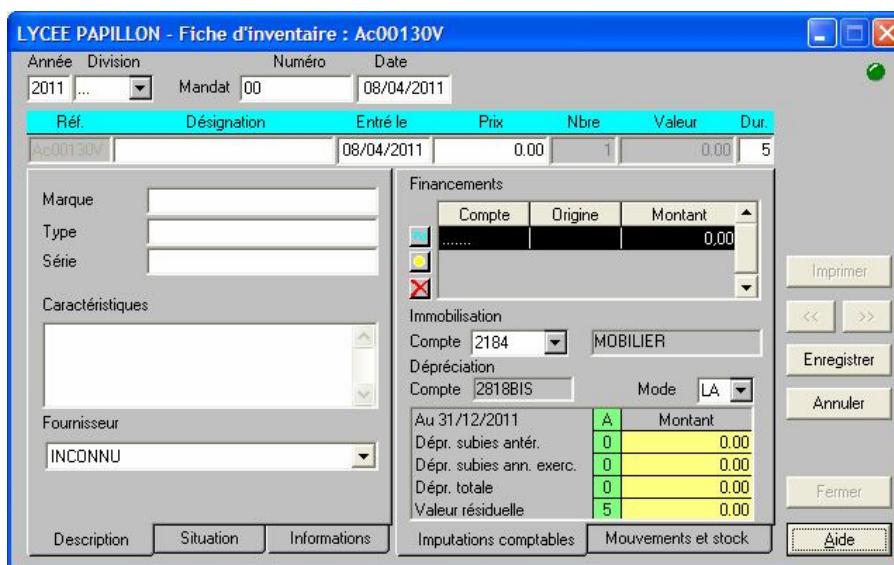 LYCEE PAPILLON - Fiche d'inventaire : Ac00130V
Année Division Numéro Date
2011 ... Mandat 00 08/04/2011
Réf. Désignation Entré le Prix Nbre Valeur Dur.
Ac00130V 08/04/2011 0.00 1 0.00 5
Marque
Type
Série
Caractéristiques
Fournisseur
INCONNU
Description Situation Informations
Financements
Compte Origine Montant
....... 0,00
Immobilisation
Compte 2184 MOBILIER
Dépréciation
Compte 2818BIS Mode LA
Au 31/12/2011 A Montant
Dépr. subies antér. 0 0.00
Dépr. subies ann. exerc. 0 0.00
Dépr. totale 0 0.00
Valeur résiduelle 5 0.00
Imputations comptables Mouvements et stock
Imprimer
<< >>
Enregistrer
Annuler
Fermer
Aide